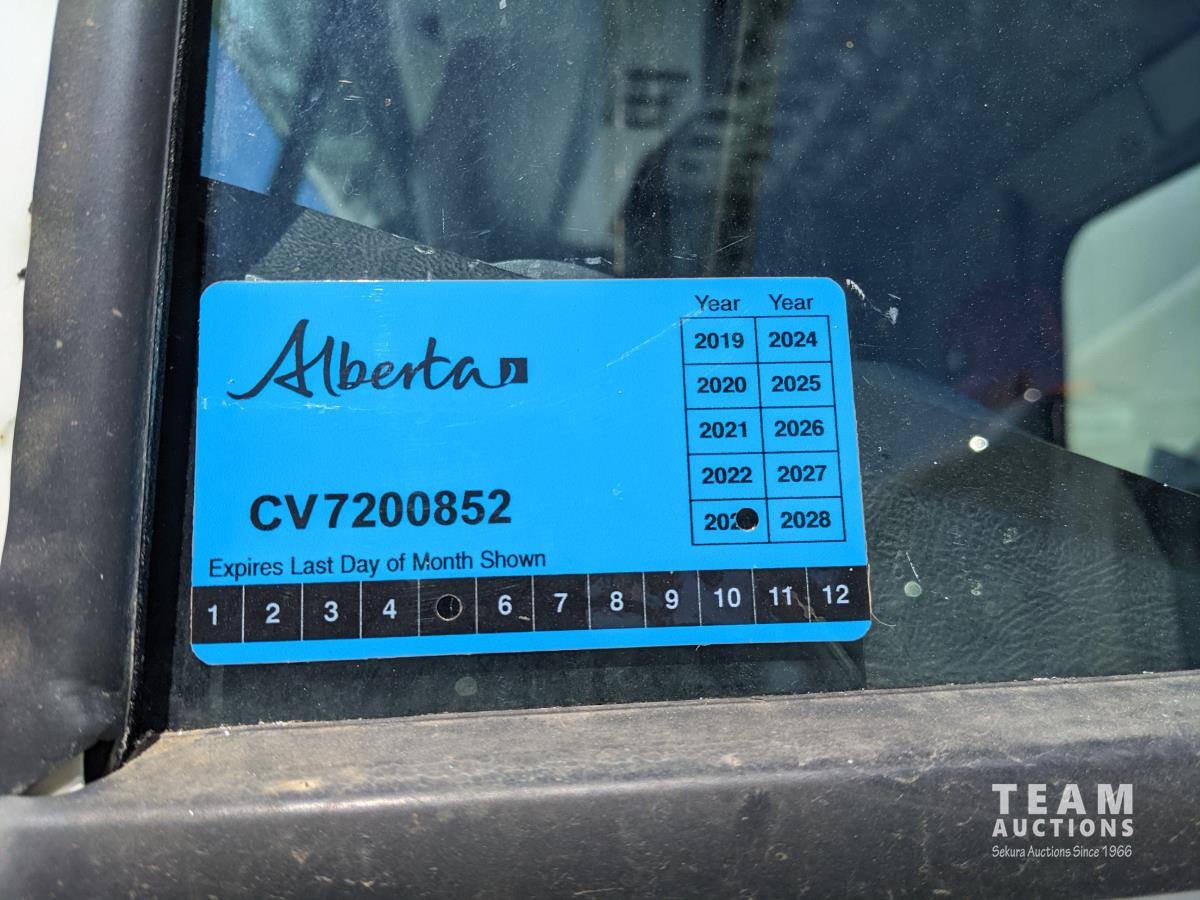 Alberta
Year Year
2019 2024
2020 2025
2021 2026
2022 2027
202 2028
CV7200852
Expires Last Day of Month Shown
1 2 3 4 6 7 8 9 10 11 12
TEAM
AUCTIONS
Sekura Auctions Since 1966